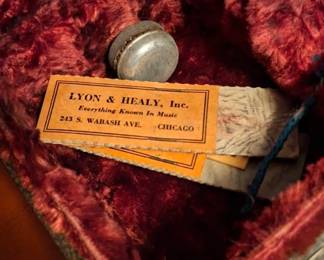 LYON & HEALY, Inc.
Everything Known In Music
243 S. WABASH AVE. CHICAGO